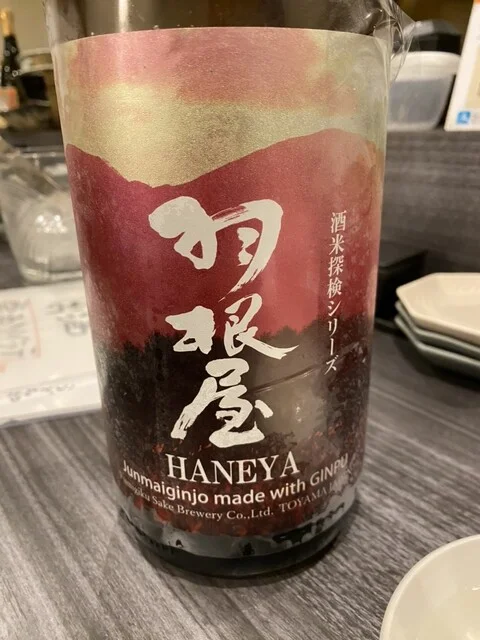 羽根屋
酒米探検シリーズ
HANEYA
Junmaiginjo made with GINPU
Sake Brewery Co.,Ltd. TOYAMA